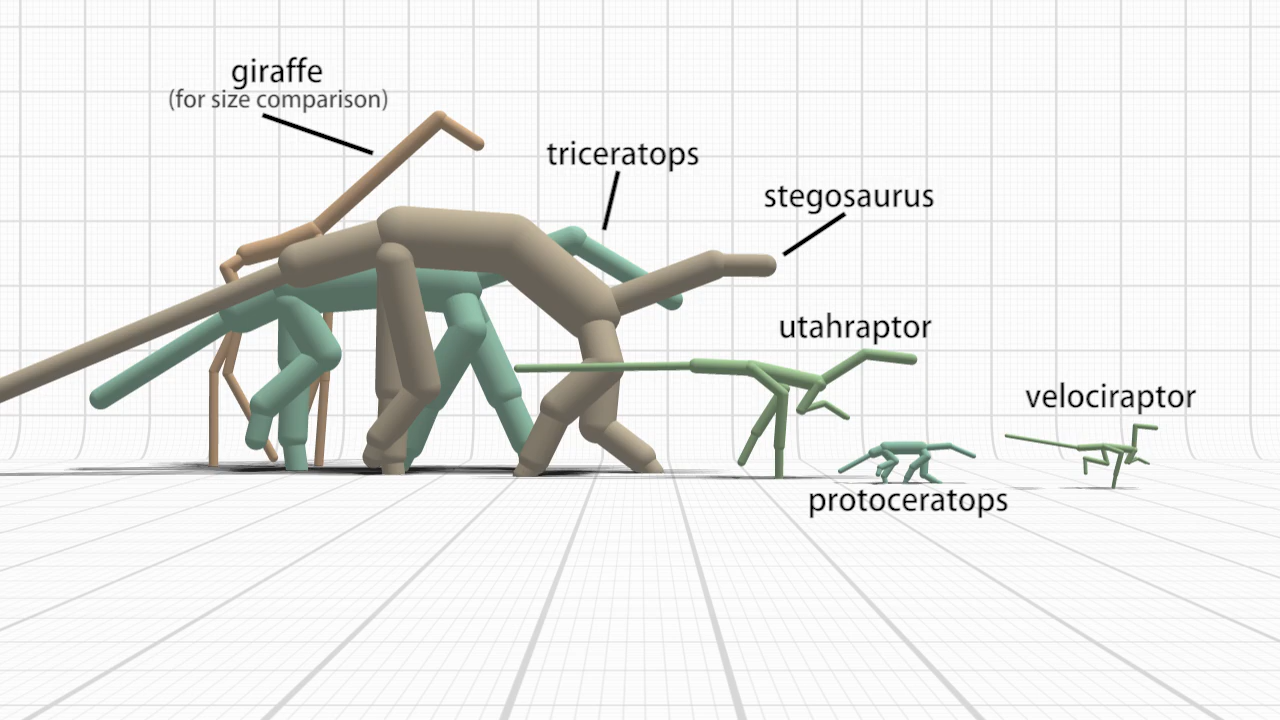 giraffe
(for size comparison)
triceratops
stegosaurus
utahraptor
velociraptor
protoceratops